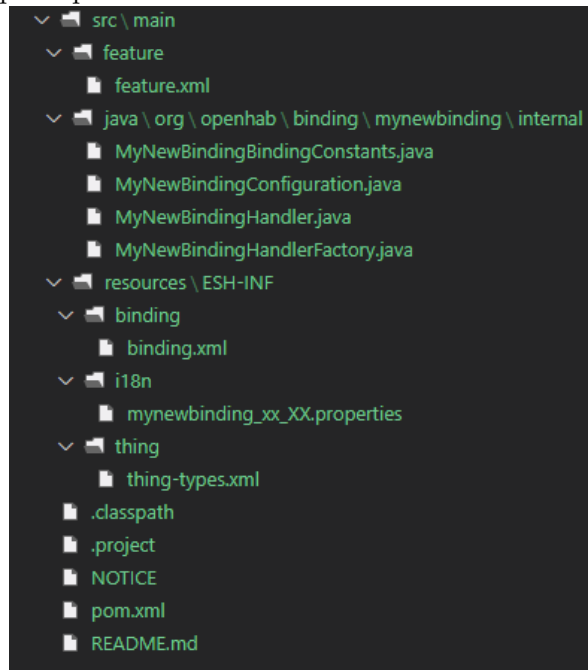 src \ main
feature
feature.xml
java \ org \ openhab \ binding \ mynewbinding \ internal
MyNewBindingBindingConstants.java
MyNewBindingConfiguration.java
MyNewBindingHandler.java
MyNewBindingHandlerFactory.java
resources \ ESH-INF
binding
binding.xml
i18n
mynewbinding_xx_XX.properties
thing
thing-types.xml
.classpath
.project
NOTICE
pom.xml
README.md